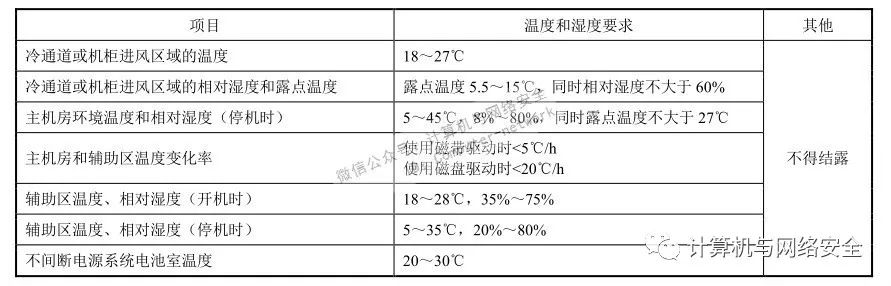 项目 温度和湿度要求 其他
冷通道或机柜进风区域的温度 18～27℃
冷通道或机柜进风区域的相对湿度和露点温度 露点温度 5.5～15℃，同时相对湿度不大于 60%
主机房环境温度和相对湿度（停机时） 5～45℃，8%～80%，同时露点温度不大于 27℃
主机房和辅助区温度变化率 使用磁带驱动时<5℃/h
使用磁盘驱动时<20℃/h
不得结露
辅助区温度、相对湿度（开机时） 18～28℃，35%～75%
辅助区温度、相对湿度（停机时） 5～35℃，20%～80%
不间断电源系统电池室温度 20～30℃
微信公众号：计算机与网络安全
Computer-network
计算机与网络安全